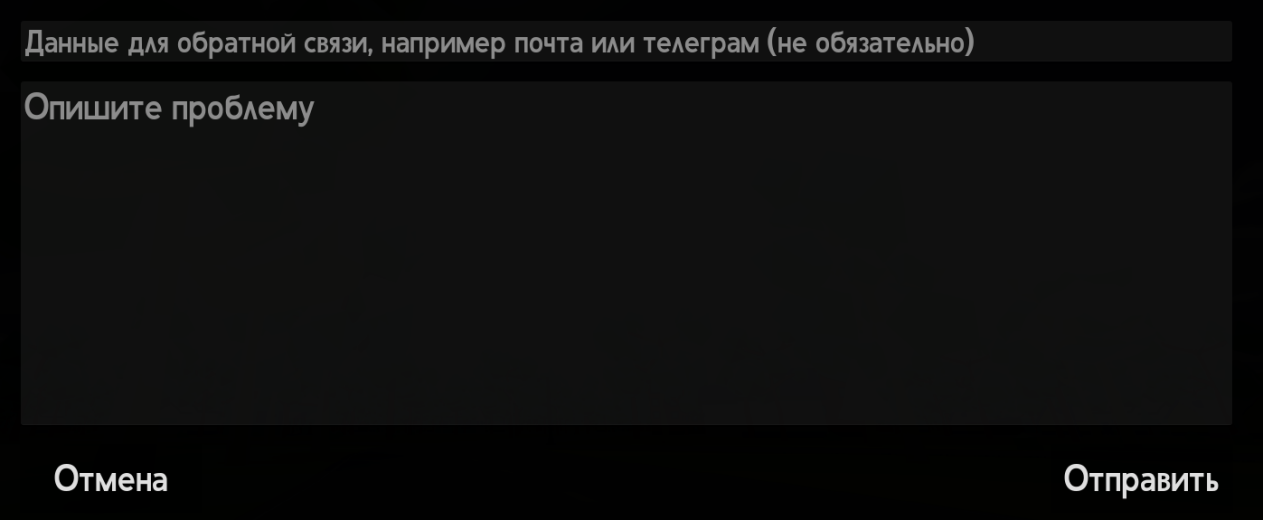 Данные для обратной связи, например почта или телеграм (не обязательно)
Опишите проблему
Отмена
Отправить